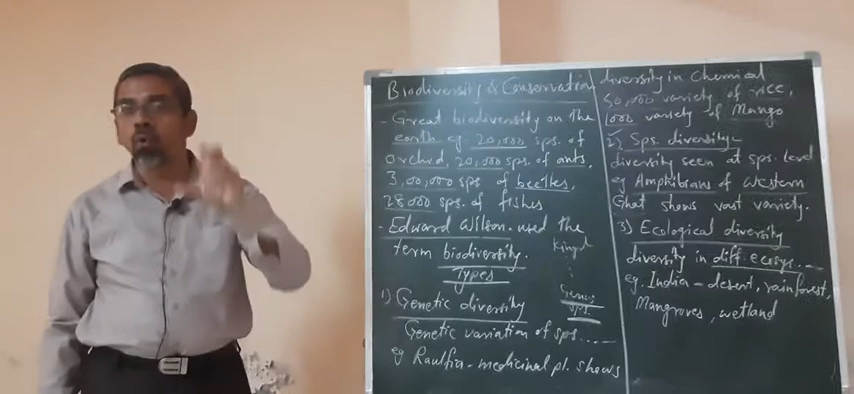 Biodiversity & Conservation
- Great biodiversity on the
earth eg 20,000 sps. of
orchid, 20,000 sps. of ants,
3,00,000 sps of beetles,
28000 sps. of fishes
- Edward Wilson used the
term biodiversity.
Types
1) Genetic diversity
Genetic variation of sps.....
eg Raulfia - medicinal pl. shows
Genus
sps.
diversity in chemical
50,000 variety of rice,
1000 variety of Mango
2) Sps. diversity -
diversity seen at sps. level
eg Amphibians of Western
Ghat shows vast variety.
3) Ecological diversity
diversity in diff. ecosys....
eg. India - desert, rainforest,
Mangroves, wetland